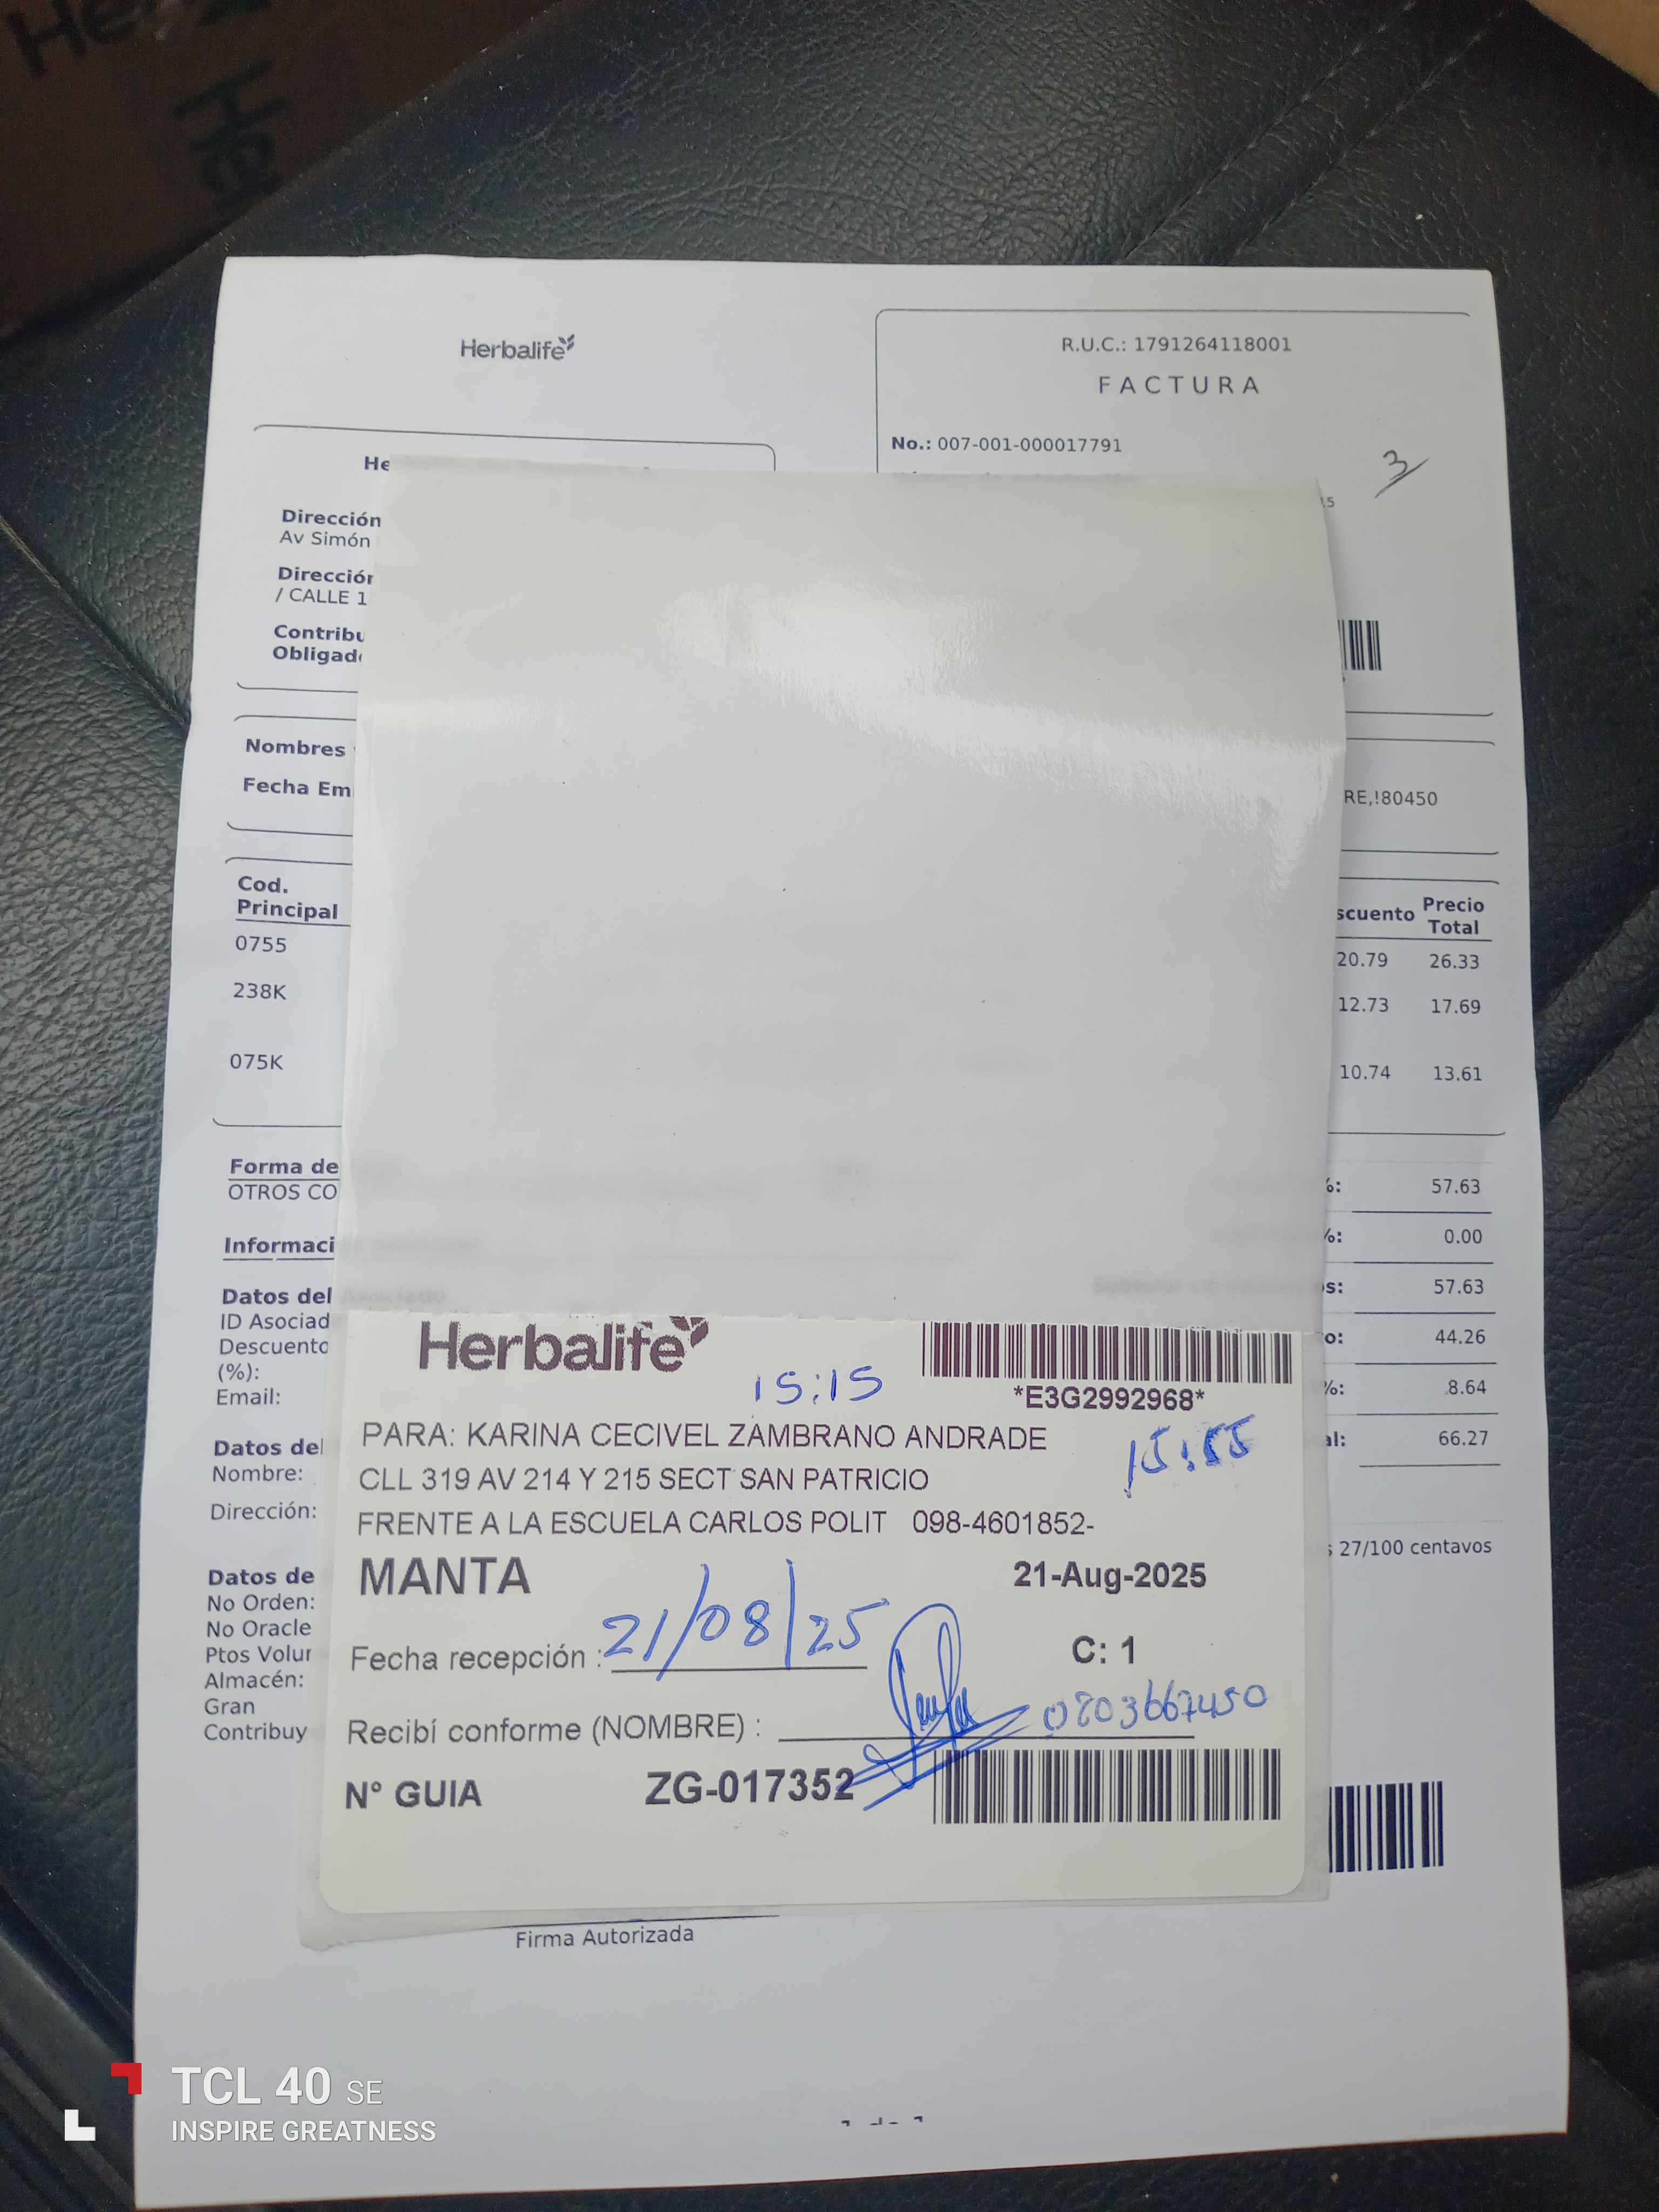 Herbalife
R.U.C.: 1791264118001
FACTURA
No.: 007-001-000017791
3
Dirección
Av Simón
Dirección
/ CALLE 1
Nombres
Fecha Em
RE,!80450
Cod.
Principal
scuento
Precio
Total
0755
20.79 26.33
238K
12.73 17.69
075K
10.74 13.61
Forma de
OTROS CO
%: 57.63
%: 0.00
Informaci
os: 57.63
Datos del
ID Asociad
o: 44.26
Descuento
(%):
%: 8.64
Email:
al: 66.27
Datos del
Nombre:
Dirección:
27/100 centavos
Datos de
No Orden:
No Oracle
Ptos Volur
Almacén:
Gran
Contribuy
Herbalife
15:15
*E3G2992968*
PARA: KARINA CECIVEL ZAMBRANO ANDRADE
15:55
CLL 319 AV 214 Y 215 SECT SAN PATRICIO
FRENTE A LA ESCUELA CARLOS POLIT 098-4601852-
MANTA
21-Aug-2025
Fecha recepción : 21/08/25
C: 1
Recibí conforme (NOMBRE) :
N° GUIA ZG-017352
Firma Autorizada
TCL 40 SE
INSPIRE GREATNESS